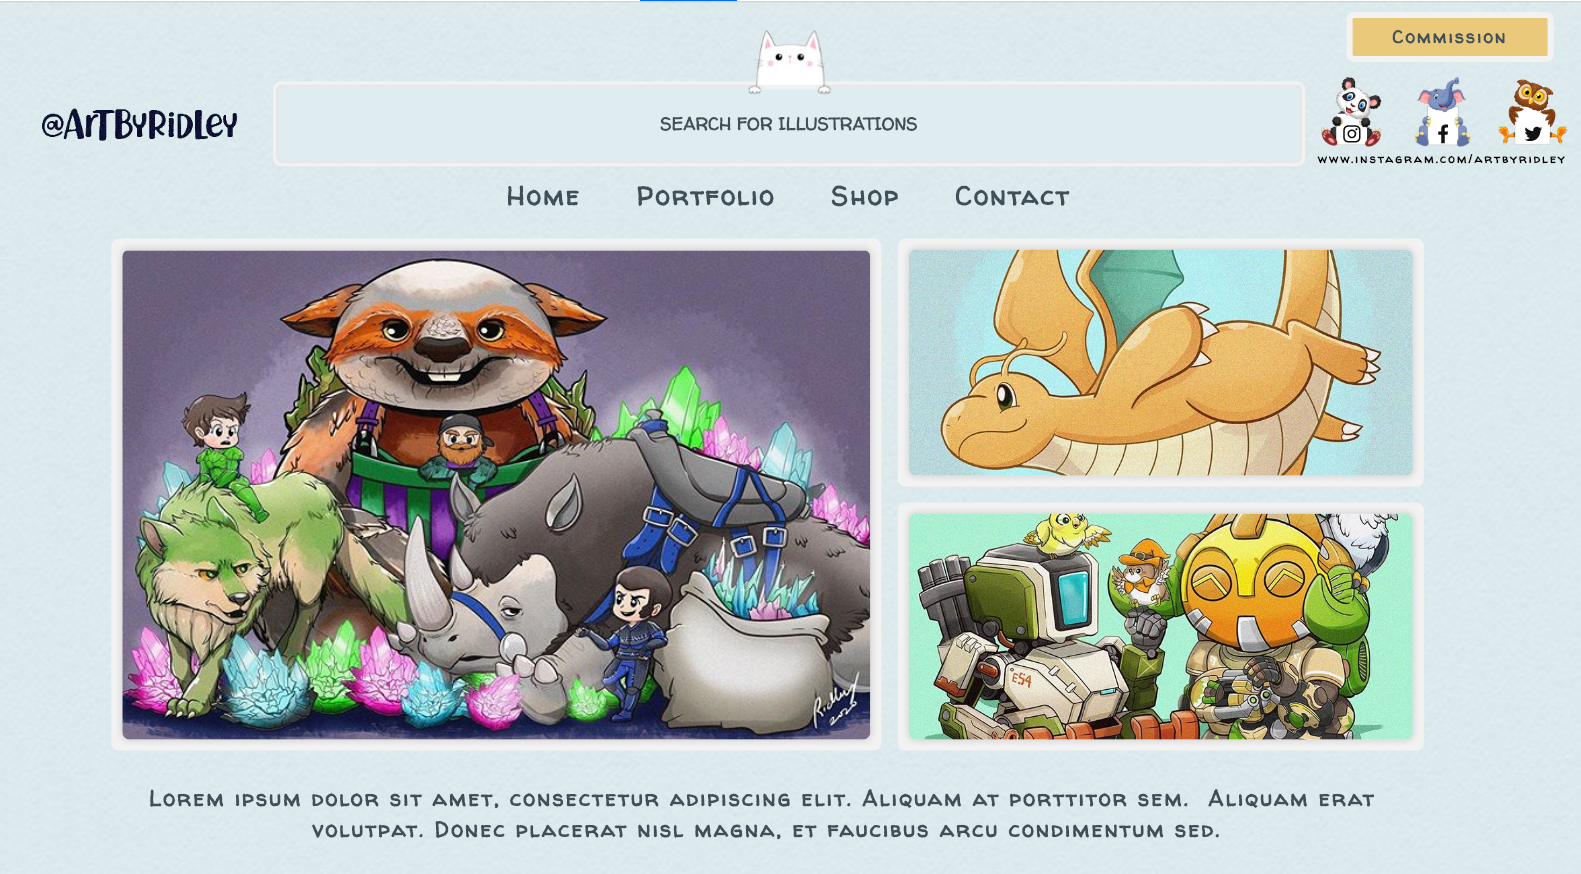 Commission
@ArtByRidley
SEARCH FOR ILLUSTRATIONS
www.instagram.com/artbyridley
Home Portfolio Shop Contact
E54
Ridley
2020
Lorem ipsum dolor sit amet, consectetur adipiscing elit. Aliquam at porttitor sem. Aliquam erat
volutpat. Donec placerat nisl magna, et faucibus arcu condimentum sed.